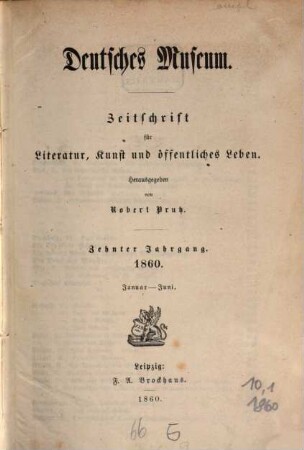 Deutsches Museum.
Zeitschrift
für
Literatur, Kunst und öffentliches Leben.
Herausgegeben
von
Robert Prutz.
Zehnter Jahrgang.
1860.
Januar—Juni.
Leipzig:
F. A. Brockhaus.
1860.
10,1
1860
66 5